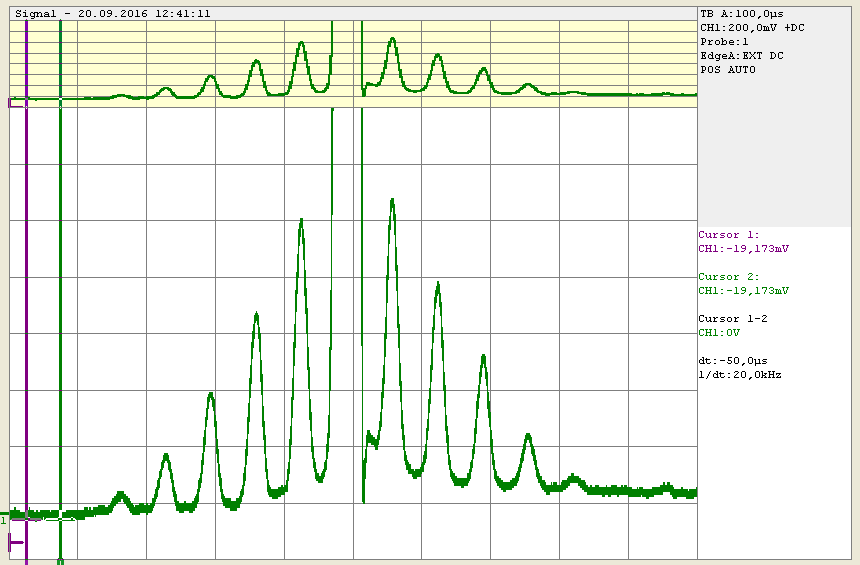 Signal - 20.09.2016 12:41:11
TB A:100,0µs
CH1:200,0mV +DC
Probe:1
EdgeA:EXT DC
POS AUTO
Cursor 1:
CH1:-19,173mV
Cursor 2:
CH1:-19,173mV
Cursor 1-2
CH1:0V
dt:-50,0µs
1/dt:20,0kHz
1